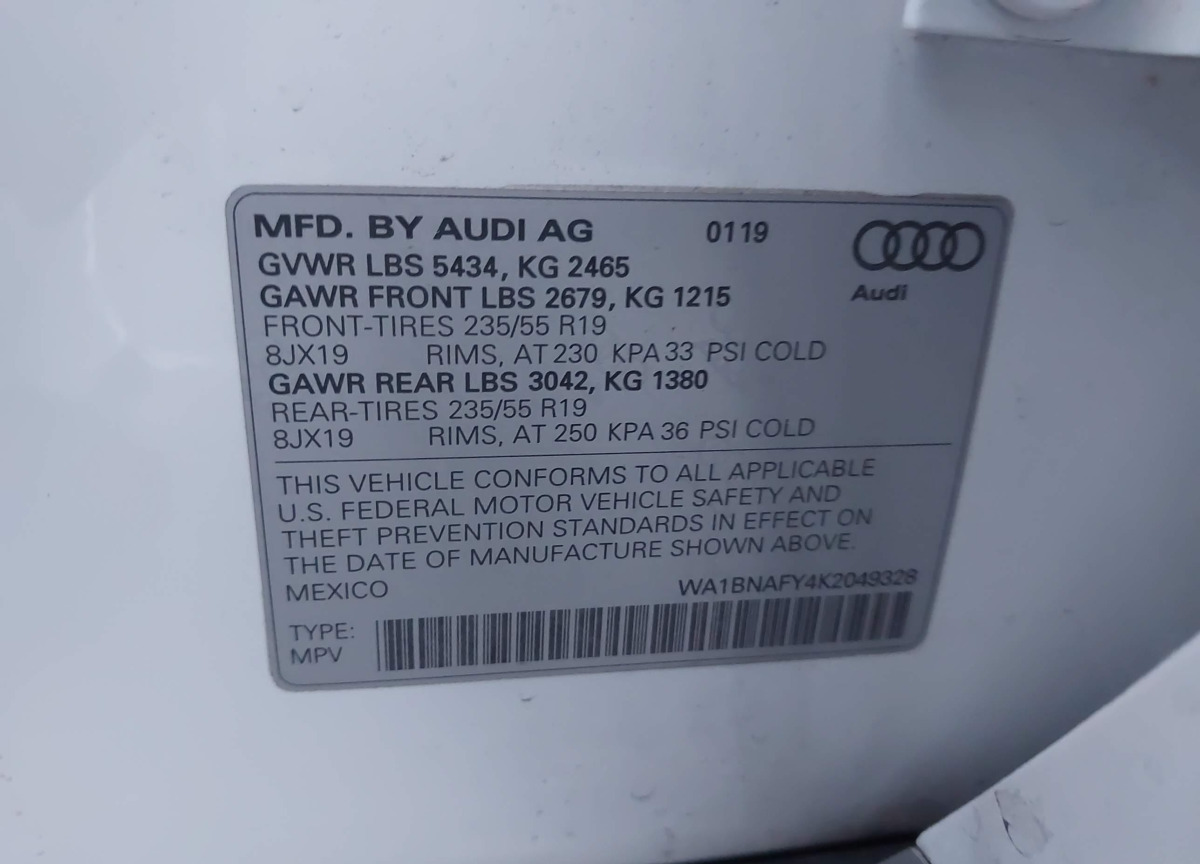 MFD. BY AUDI AG 0119
Audi
GVWR LBS 5434, KG 2465
GAWR FRONT LBS 2679, KG 1215
FRONT-TIRES 235/55 R19
8JX19 RIMS, AT 230 KPA 33 PSI COLD
GAWR REAR LBS 3042, KG 1380
REAR-TIRES 235/55 R19
8JX19 RIMS, AT 250 KPA 36 PSI COLD
THIS VEHICLE CONFORMS TO ALL APPLICABLE
U.S. FEDERAL MOTOR VEHICLE SAFETY AND
THEFT PREVENTION STANDARDS IN EFFECT ON
THE DATE OF MANUFACTURE SHOWN ABOVE.
MEXICO WA1BNAFY4K2049328
TYPE:
MPV